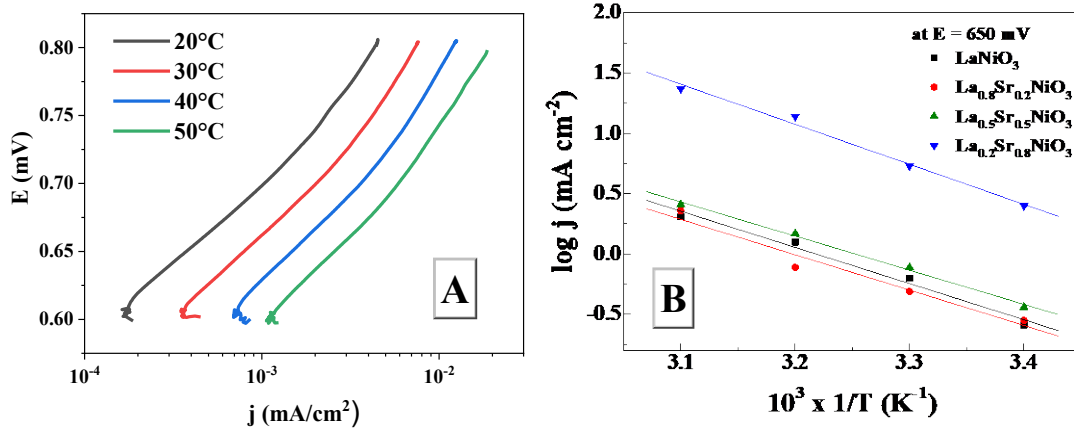 20°C
30°C
40°C
50°C
0.80
0.75
0.70
0.65
0.60
E (mV)
10⁻⁴
10⁻³
10⁻²
j (mA/cm²)
A
at E = 650 mV
LaNiO₃
La₀.₈Sr₀.₂NiO₃
La₀.₅Sr₀.₅NiO₃
La₀.₂Sr₀.₈NiO₃
2.0
1.5
1.0
0.5
0.0
-0.5
log j (mA cm⁻²)
3.1
3.2
3.3
3.4
10³ x 1/T (K⁻¹)
B